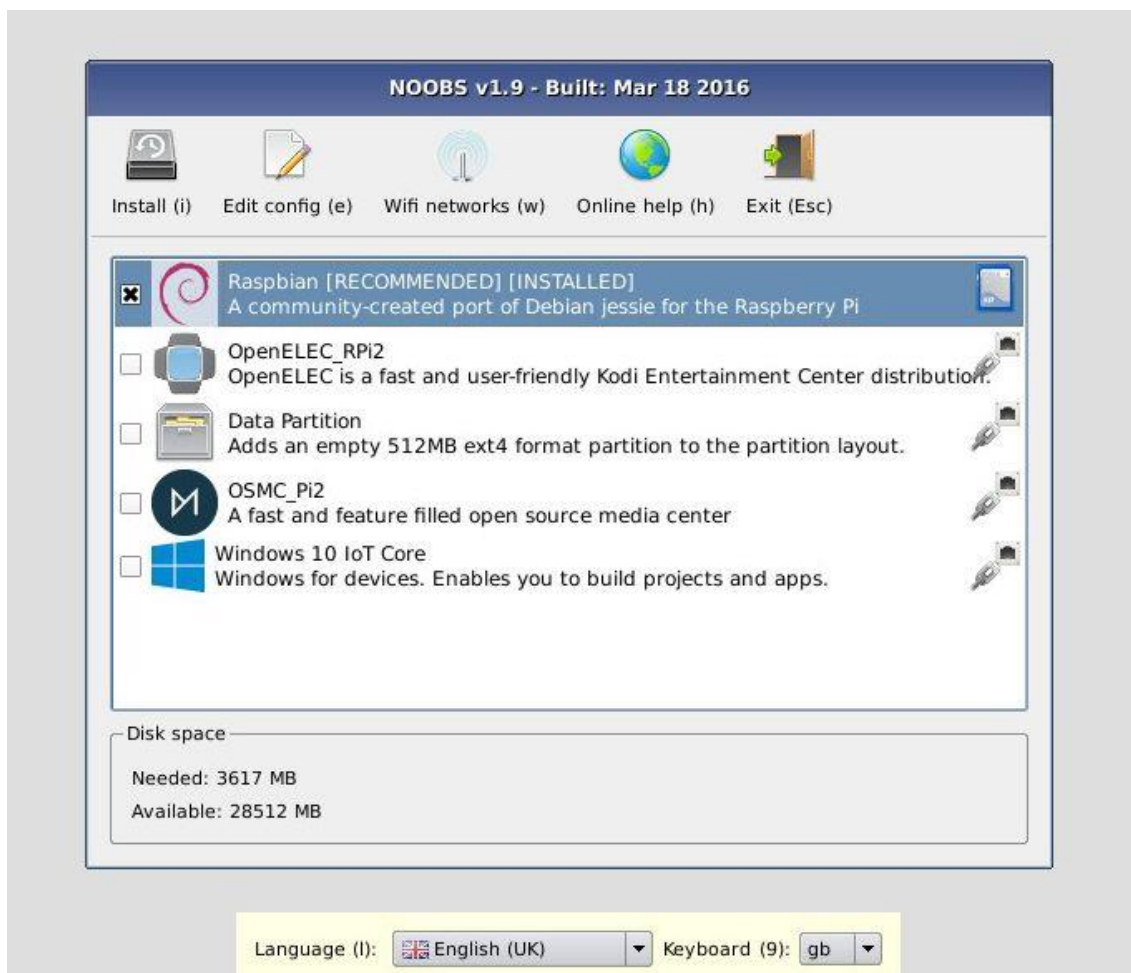 NOOBS v1.9 - Built: Mar 18 2016
Install (i) Edit config (e) Wifi networks (w) Online help (h) Exit (Esc)
Raspbian [RECOMMENDED] [INSTALLED]
A community-created port of Debian jessie for the Raspberry Pi
OpenELEC_RPi2
OpenELEC is a fast and user-friendly Kodi Entertainment Center distribution.
Data Partition
Adds an empty 512MB ext4 format partition to the partition layout.
OSMC_Pi2
A fast and feature filled open source media center
Windows 10 IoT Core
Windows for devices. Enables you to build projects and apps.
Disk space
Needed: 3617 MB
Available: 28512 MB
Language (l): English (UK) Keyboard (9): gb